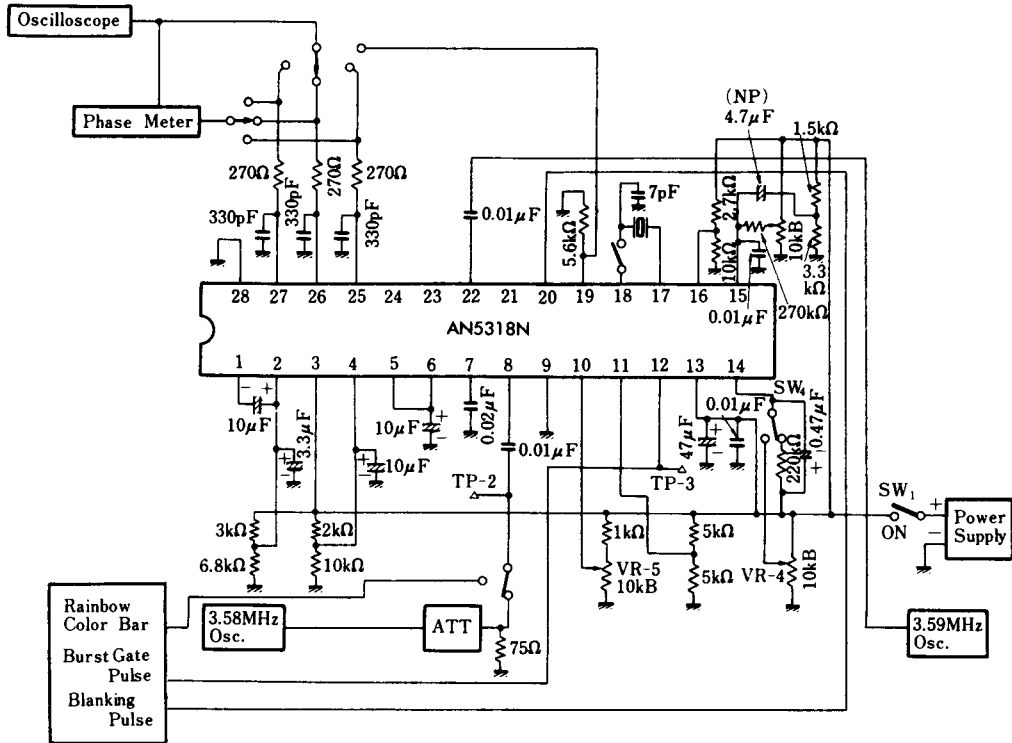 Oscilloscope
Phase Meter
(NP)
4.7μF
1.5kΩ
270Ω
270Ω
270Ω
330pF
330pF
330pF
0.01μF
5.6kΩ
7pF
2.7kΩ
10kΩ
10kB
3.3
kΩ
0.01μF
270kΩ
28 27 26 25 24 23 22 21 20 19 18 17 16 15
AN5318N
1 2 3 4 5 6 7 8 9 10 11 12 13 14
- +
10μF
+
-
3.3μF
+
-
10μF
10μF
+
-
0.02μF
0.01μF
TP-2
TP-3
47μF
+
-
0.01μF
SW4
220kΩ
0.47μF
+
SW1
ON
+
-
Power
Supply
3kΩ
6.8kΩ
2kΩ
10kΩ
1kΩ
VR-5
10kB
5kΩ
5kΩ
VR-4
10kB
Rainbow
Color Bar
Burst Gate
Pulse
Blanking
Pulse
3.58MHz
Osc.
ATT
75Ω
3.59MHz
Osc.